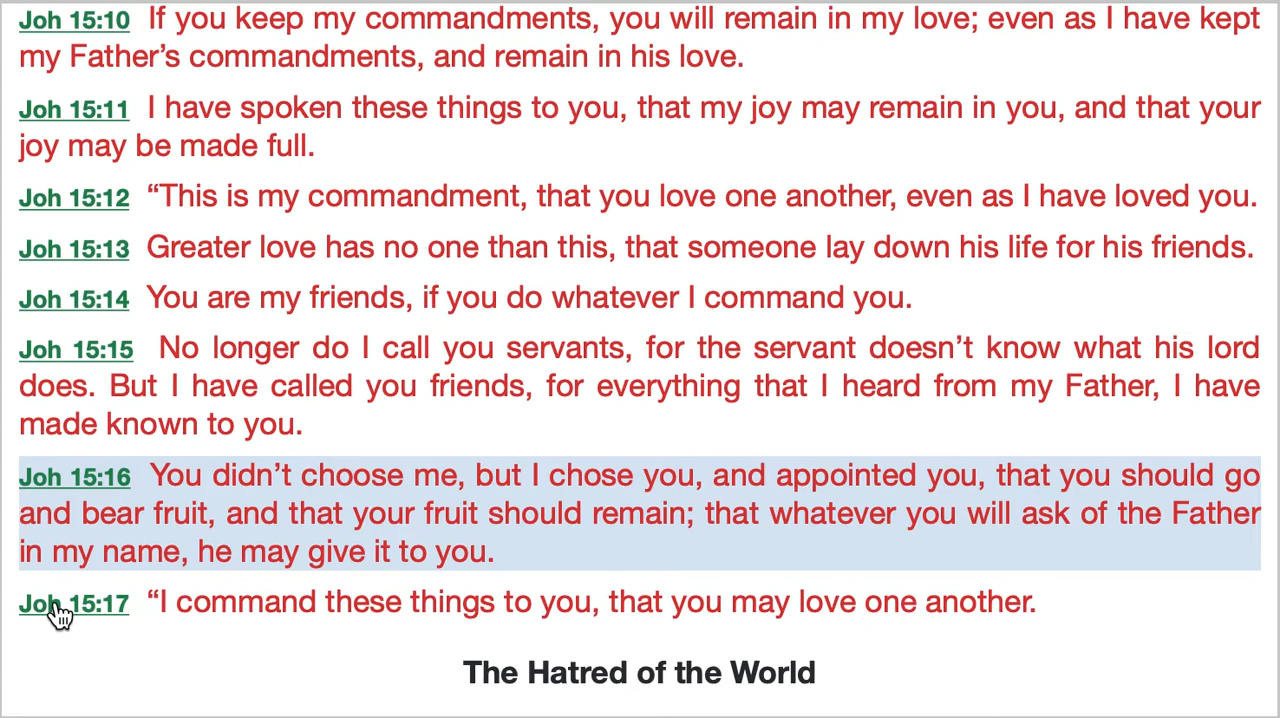 Joh 15:10 If you keep my commandments, you will remain in my love; even as I have kept
my Father’s commandments, and remain in his love.
Joh 15:11 I have spoken these things to you, that my joy may remain in you, and that your
joy may be made full.
Joh 15:12 “This is my commandment, that you love one another, even as I have loved you.
Joh 15:13 Greater love has no one than this, that someone lay down his life for his friends.
Joh 15:14 You are my friends, if you do whatever I command you.
Joh 15:15 No longer do I call you servants, for the servant doesn’t know what his lord
does. But I have called you friends, for everything that I heard from my Father, I have
made known to you.
Joh 15:16 You didn’t choose me, but I chose you, and appointed you, that you should go
and bear fruit, and that your fruit should remain; that whatever you will ask of the Father
in my name, he may give it to you.
Joh 15:17 “I command these things to you, that you may love one another.
The Hatred of the World